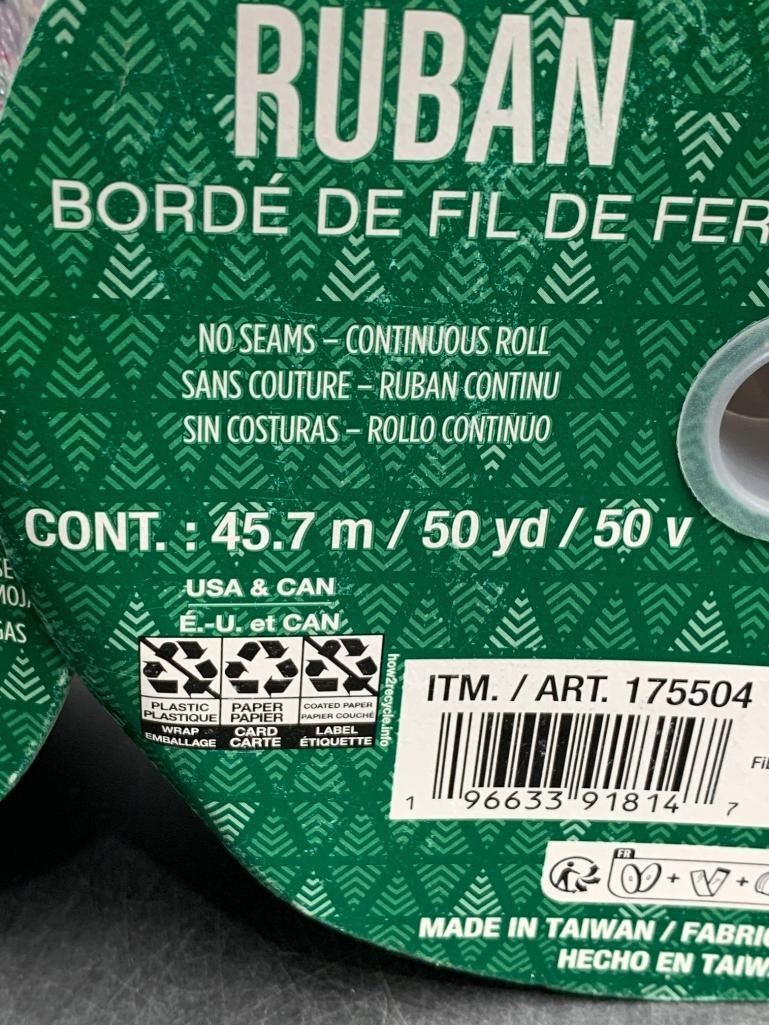 RUBAN
BORDÉ DE FIL DE FER
NO SEAMS – CONTINUOUS ROLL
SANS COUTURE – RUBAN CONTINU
SIN COSTURAS – ROLLO CONTINUO
CONT. : 45.7 m / 50 yd / 50 v
USA & CAN
É.-U. et CAN
PLASTIC PAPER COATED PAPER
PLASTIQUE PAPIER PAPIER COUCHÉ
WRAP CARD LABEL
EMBALLAGE CARTE ÉTIQUETTE
how2recycle.info
ITM. / ART. 175504
1 96633 91814 7
FR
+ +
MADE IN TAIWAN / FABRI
HECHO EN TAIW
GAS